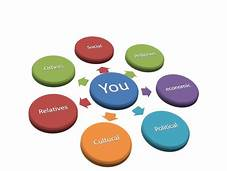 Social
Others
economic
You
Relatives
Political
Cultural